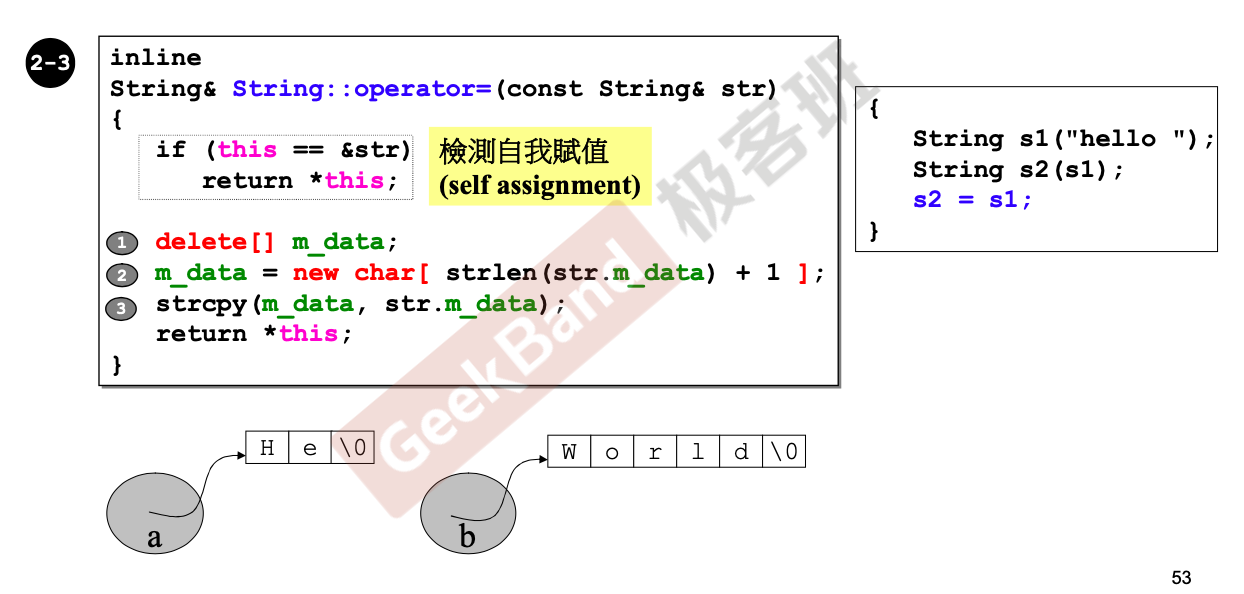 2-3
inline
String& String::operator=(const String& str)
{
if (this == &str)
return *this;
檢測自我賦值
(self assignment)
1 delete[] m_data;
2 m_data = new char[ strlen(str.m_data) + 1 ];
3 strcpy(m_data, str.m_data);
return *this;
}
{
String s1("hello ");
String s2(s1);
s2 = s1;
}
GeekBand 极客班
H e \0
W o r l d \0
a
b
53